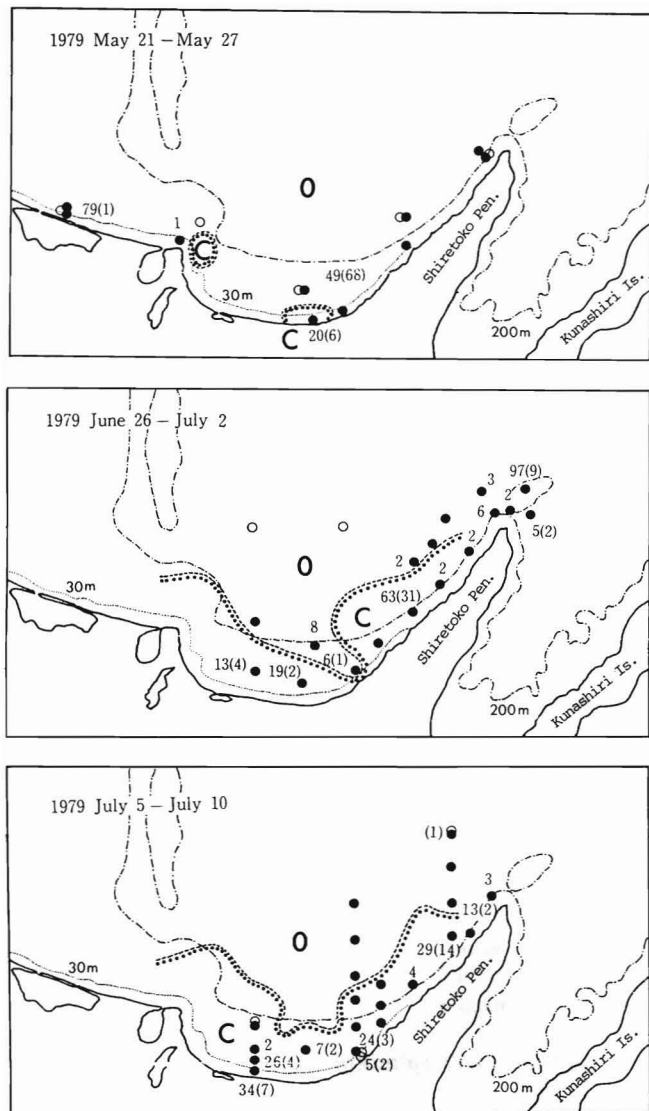 1979 May 21 – May 27
O
79(1)
1
C
49(68)
30m
20(6)
C
200m
Shiretoko Pen.
Kunashiri Is.
1979 June 26 – July 2
97(9)
3
2
6
5(2)
O
2
2
30m
2
63(31)
C
8
6(1)
13(4)
19(2)
200m
Shiretoko Pen.
Kunashiri Is.
1979 July 5 – July 10
(1)
3
13(2)
O
30m
29(14)
4
C
24(3)
2
7(2)
26(4)
5(2)
34(7)
200m
Shiretoko Pen.
Kunashiri Is.